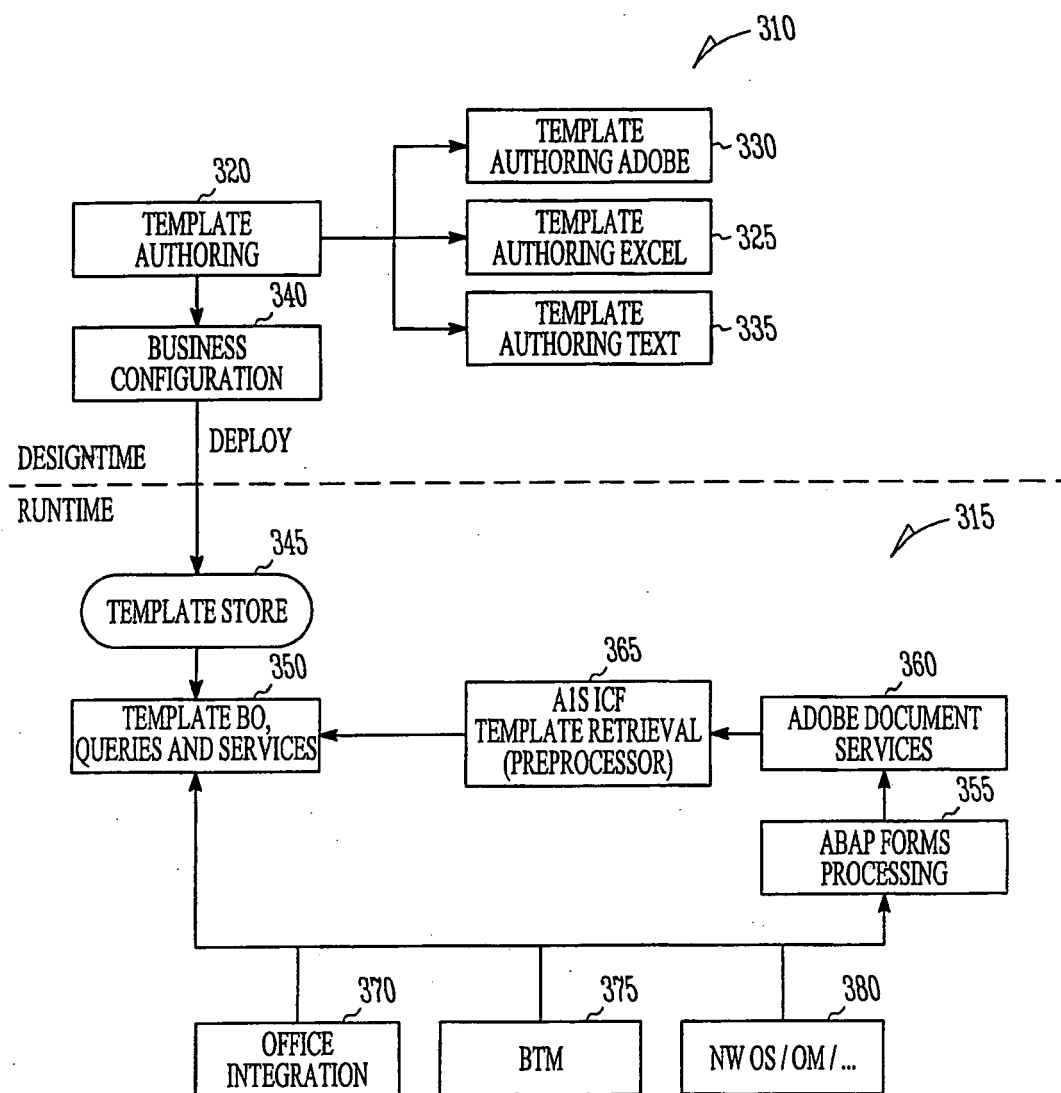 310
TEMPLATE
AUTHORING ADOBE
330
320
TEMPLATE
AUTHORING
TEMPLATE
AUTHORING EXCEL
325
340
BUSINESS
CONFIGURATION
TEMPLATE
AUTHORING TEXT
335
DEPLOY
DESIGNTIME
RUNTIME
315
345
TEMPLATE STORE
350
TEMPLATE BO,
QUERIES AND SERVICES
365
A1S ICF
TEMPLATE RETRIEVAL
(PREPROCESSOR)
360
ADOBE DOCUMENT
SERVICES
355
ABAP FORMS
PROCESSING
370
OFFICE
INTEGRATION
375
BTM
380
NW OS / OM / ...